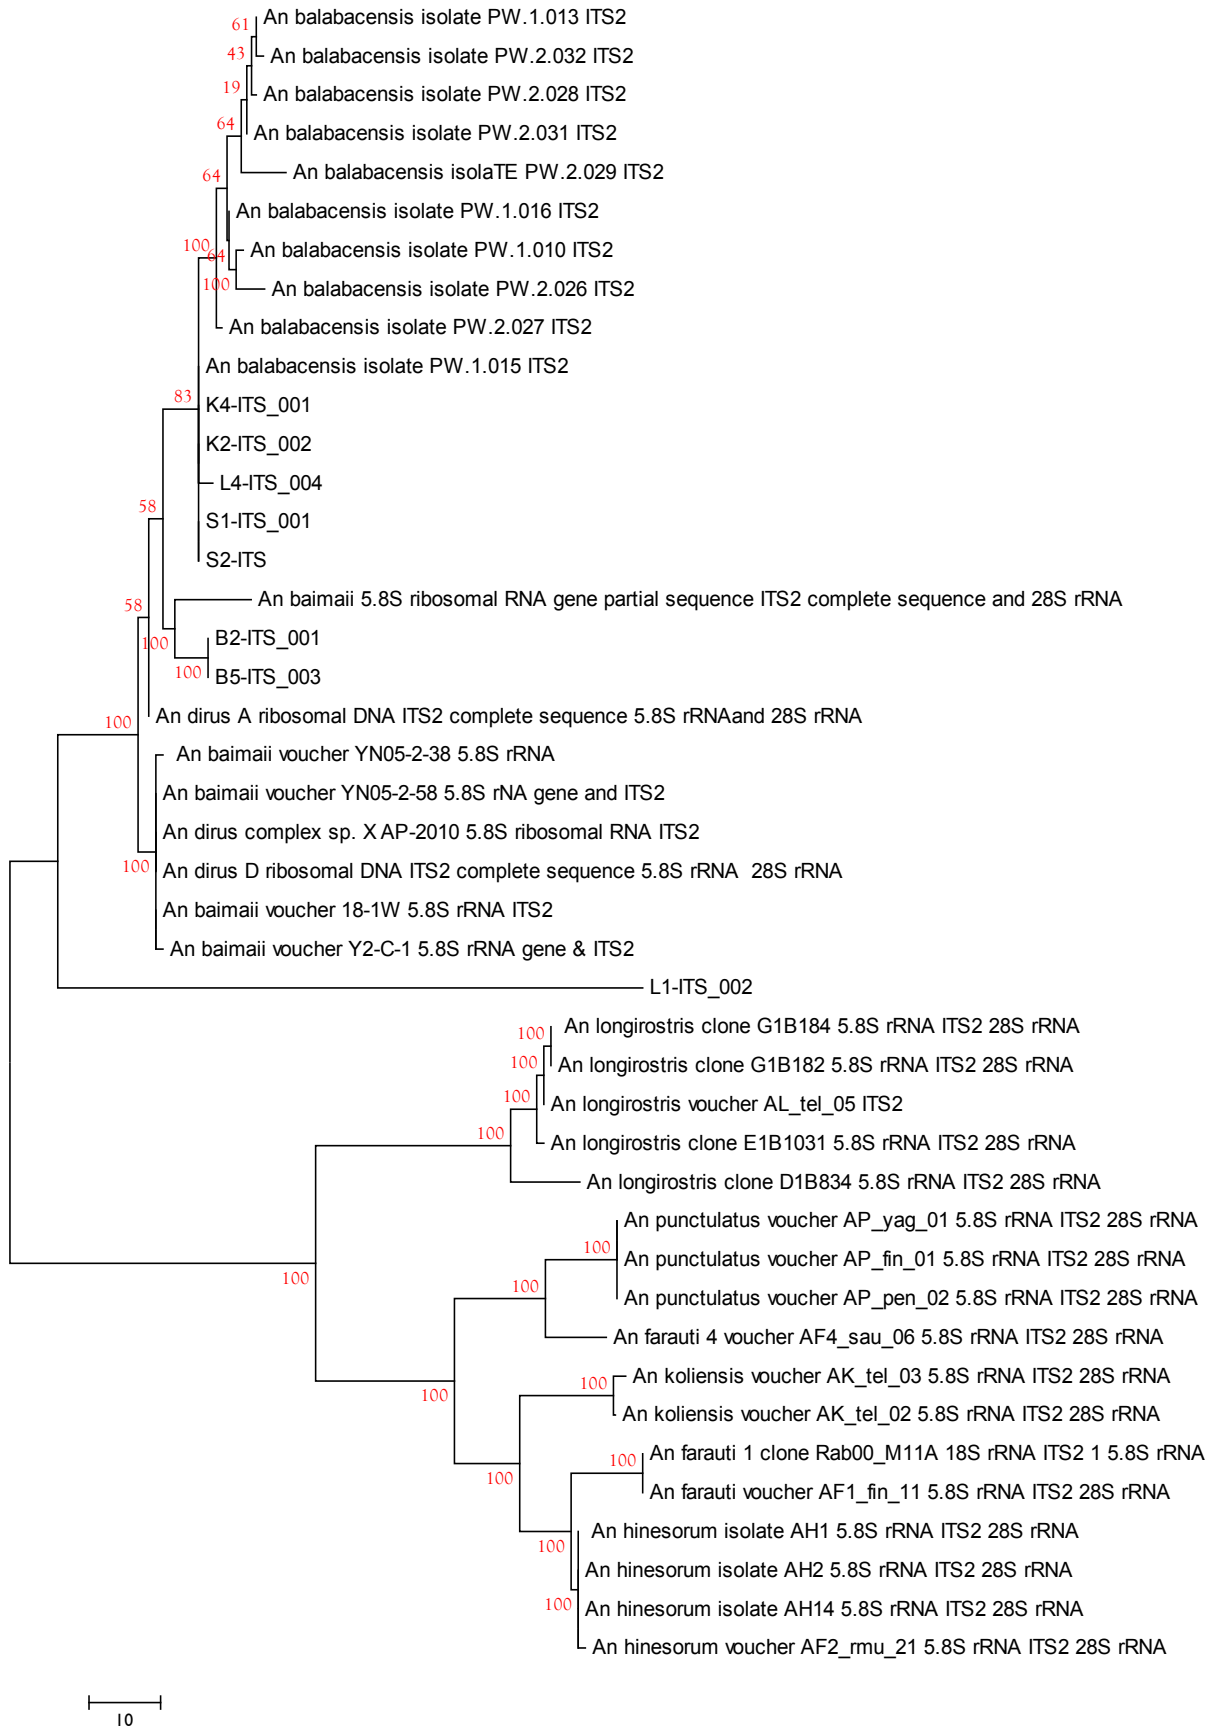 An balabacensis isolate PW.1.013 ITS2
61
43
An balabacensis isolate PW.2.032 ITS2
19
An balabacensis isolate PW.2.028 ITS2
64
An balabacensis isolate PW.2.031 ITS2
64
An balabacensis isolaTE PW.2.029 ITS2
An balabacensis isolate PW.1.016 ITS2
100
64
An balabacensis isolate PW.1.010 ITS2
100
An balabacensis isolate PW.2.026 ITS2
An balabacensis isolate PW.2.027 ITS2
An balabacensis isolate PW.1.015 ITS2
83
K4-ITS_001
K2-ITS_002
L4-ITS_004
58
S1-ITS_001
S2-ITS
58
An baimaii 5.8S ribosomal RNA gene partial sequence ITS2 complete sequence and 28S rRNA
100
B2-ITS_001
100
B5-ITS_003
100
An dirus A ribosomal DNA ITS2 complete sequence 5.8S rRNAand 28S rRNA
An baimaii voucher YN05-2-38 5.8S rRNA
An baimaii voucher YN05-2-58 5.8S rNA gene and ITS2
An dirus complex sp. X AP-2010 5.8S ribosomal RNA ITS2
100
An dirus D ribosomal DNA ITS2 complete sequence 5.8S rRNA 28S rRNA
An baimaii voucher 18-1W 5.8S rRNA ITS2
An baimaii voucher Y2-C-1 5.8S rRNA gene & ITS2
L1-ITS_002
100
An longirostris clone G1B184 5.8S rRNA ITS2 28S rRNA
100
An longirostris clone G1B182 5.8S rRNA ITS2 28S rRNA
100
An longirostris voucher AL_tel_05 ITS2
100
An longirostris clone E1B1031 5.8S rRNA ITS2 28S rRNA
An longirostris clone D1B834 5.8S rRNA ITS2 28S rRNA
An punctulatus voucher AP_yag_01 5.8S rRNA ITS2 28S rRNA
100
An punctulatus voucher AP_fin_01 5.8S rRNA ITS2 28S rRNA
100
100
An punctulatus voucher AP_pen_02 5.8S rRNA ITS2 28S rRNA
An farauti 4 voucher AF4_sau_06 5.8S rRNA ITS2 28S rRNA
100
An koliensis voucher AK_tel_03 5.8S rRNA ITS2 28S rRNA
100
An koliensis voucher AK_tel_02 5.8S rRNA ITS2 28S rRNA
An farauti 1 clone Rab00_M11A 18S rRNA ITS2 1 5.8S rRNA
100
100
An farauti voucher AF1_fin_11 5.8S rRNA ITS2 28S rRNA
An hinesorum isolate AH1 5.8S rRNA ITS2 28S rRNA
100
An hinesorum isolate AH2 5.8S rRNA ITS2 28S rRNA
100
An hinesorum isolate AH14 5.8S rRNA ITS2 28S rRNA
An hinesorum voucher AF2_rmu_21 5.8S rRNA ITS2 28S rRNA
10